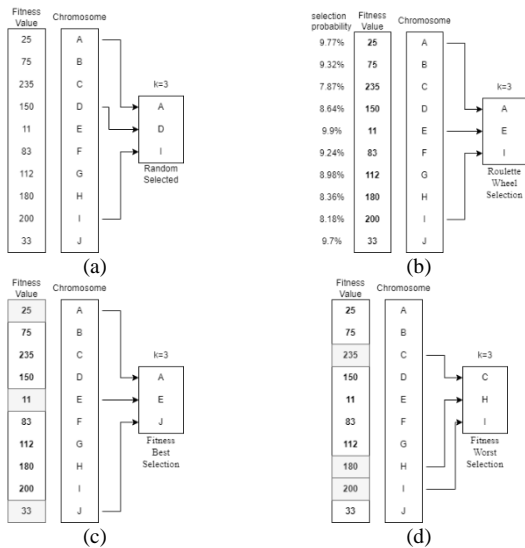 Fitness
Value
Chromosome
25 A
75 B
235 C
150 D
11 E
83 F
112 G
180 H
200 I
33 J
k=3
A
D
I
Random
Selected
(a)
selection
probability
Fitness
Value
Chromosome
9.77% 25 A
9.32% 75 B
7.87% 235 C
8.64% 150 D
9.9% 11 E
9.24% 83 F
8.98% 112 G
8.36% 180 H
8.18% 200 I
9.7% 33 J
k=3
A
E
I
Roulette
Wheel
Selection
(b)
Fitness
Value
Chromosome
25 A
75 B
235 C
150 D
11 E
83 F
112 G
180 H
200 I
33 J
k=3
A
E
J
Fitness
Best
Selection
(c)
Fitness
Value
Chromosome
25 A
75 B
235 C
150 D
11 E
83 F
112 G
180 H
200 I
33 J
k=3
C
H
I
Fitness
Worst
Selection
(d)